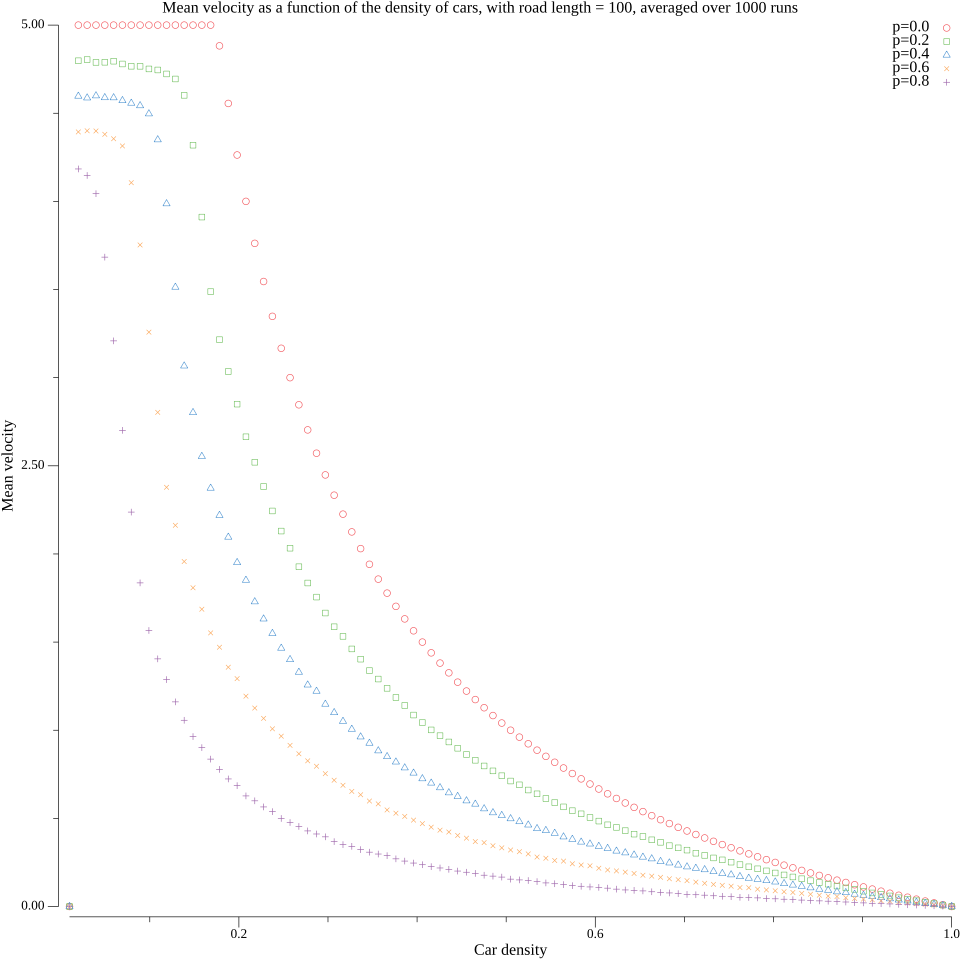 Mean velocity as a function of the density of cars, with road length = 100, averaged over 1000 runs
5.00
p=0.0
p=0.2
p=0.4
p=0.6
p=0.8
Mean velocity
2.50
0.00
0.2
0.6
1.0
Car density